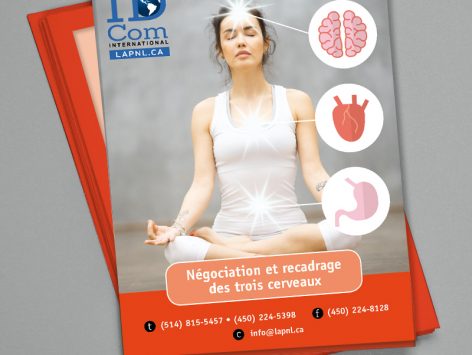 ID
Com
INTERNATIONAL
LAPNL.CA
Négociation et recadrage
des trois cerveaux
t (514) 815-5457 • (450) 224-5398 f (450) 224-8128
c info@lapnl.ca